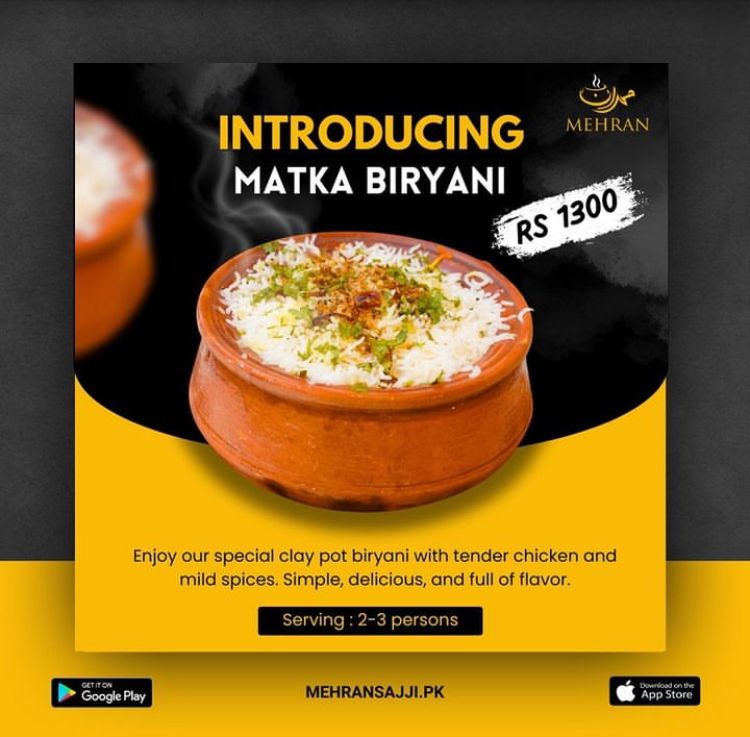 مہران
MEHRAN
INTRODUCING
MATKA BIRYANI
RS 1300
Enjoy our special clay pot biryani with tender chicken and
mild spices. Simple, delicious, and full of flavor.
Serving : 2-3 persons
GET IT ON
Google Play
MEHRANSAJJI.PK
Download on the
App Store